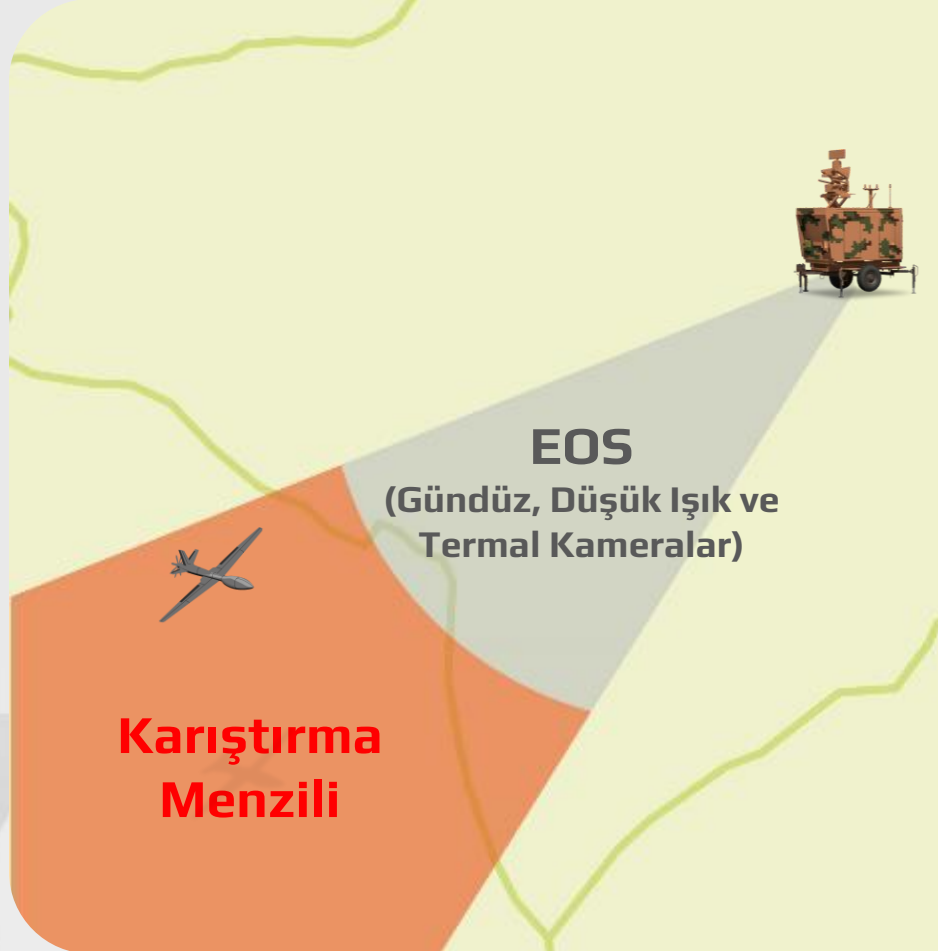 EOS
(Gündüz, Düşük Işık ve
Termal Kameralar)
Karıştırma
Menzili